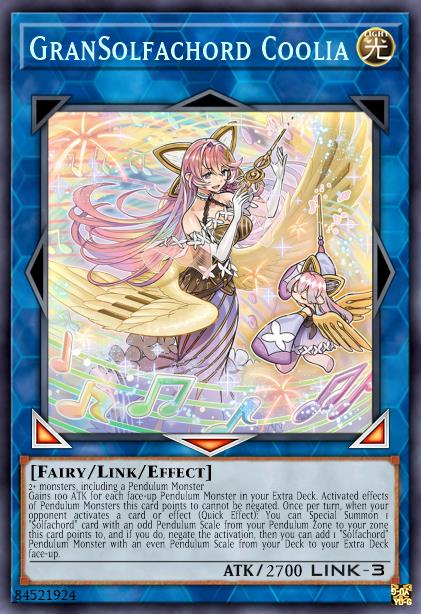 GranSolfachord Coolia
LIGHT
光
[Fairy/Link/Effect]
2+ monsters, including a Pendulum Monster
Gains 100 ATK for each face-up Pendulum Monster in your Extra Deck. Activated effects
of Pendulum Monsters this card points to cannot be negated. Once per turn, when your
opponent activates a card or effect (Quick Effect): You can Special Summon 1
"Solfachord" card with an odd Pendulum Scale from your Pendulum Zone to your zone
this card points to, and if you do, negate the activation, then you can add 1 "Solfachord"
Pendulum Monster with an even Pendulum Scale from your Deck to your Extra Deck
face-up.
ATK/2700 LINK-3
84521924